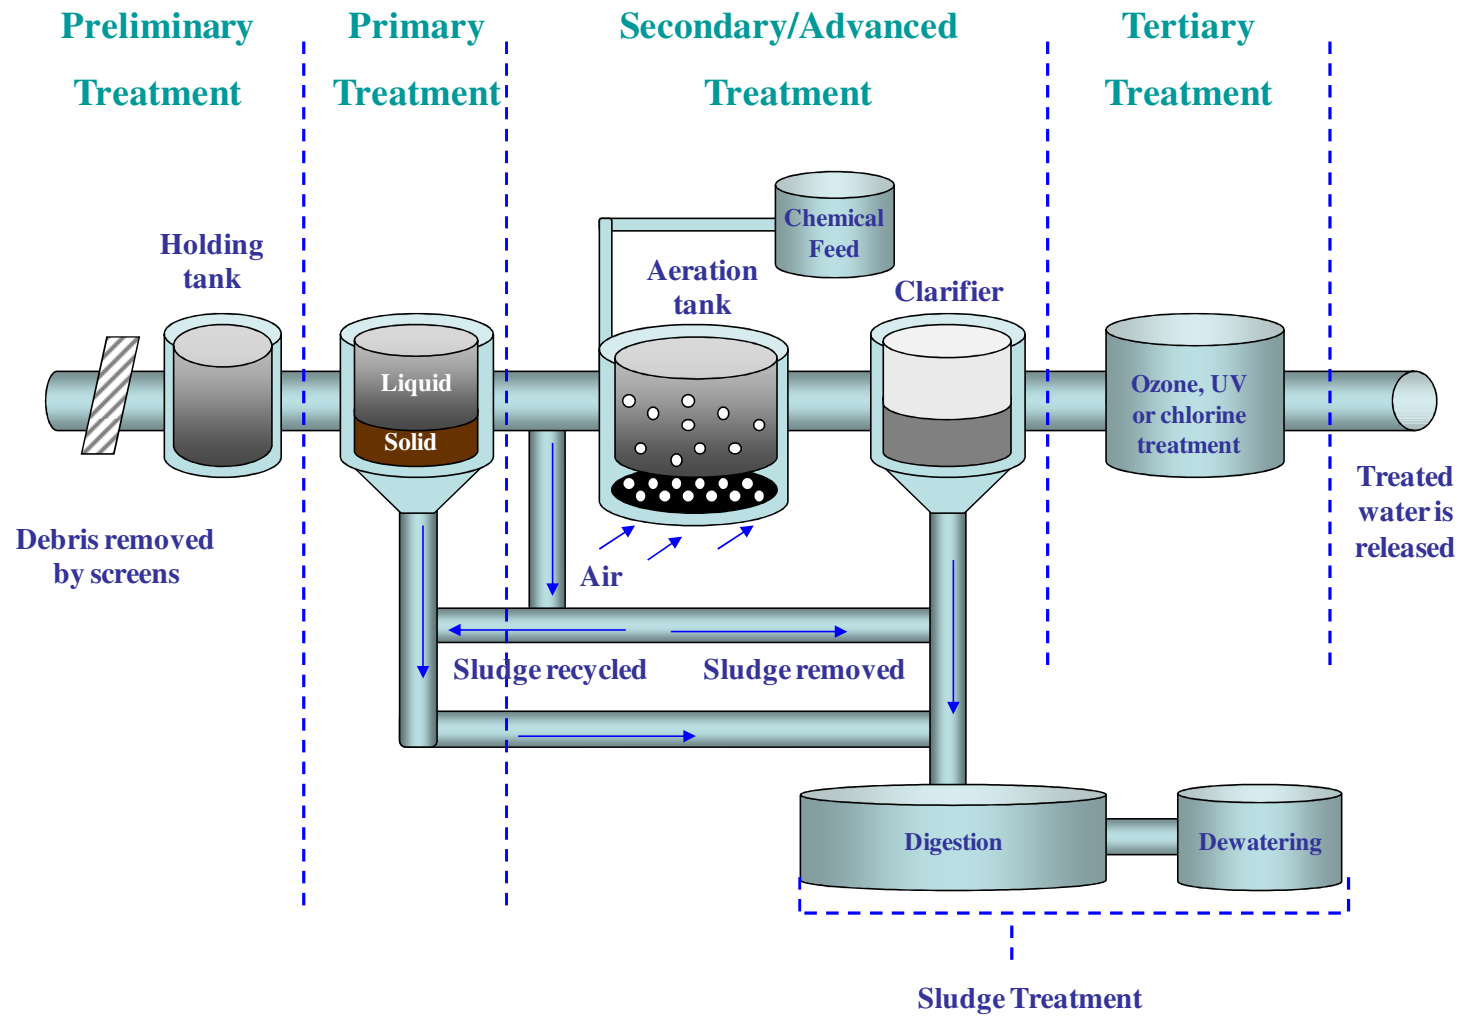 Preliminary
Treatment
Primary
Treatment
Secondary/Advanced
Treatment
Tertiary
Treatment
Holding
tank
Chemical
Feed
Aeration
tank
Clarifier
Liquid
Solid
Ozone, UV
or chlorine
treatment
Debris removed
by screens
Air
Treated
water is
released
Sludge recycled
Sludge removed
Digestion
Dewatering
Sludge Treatment